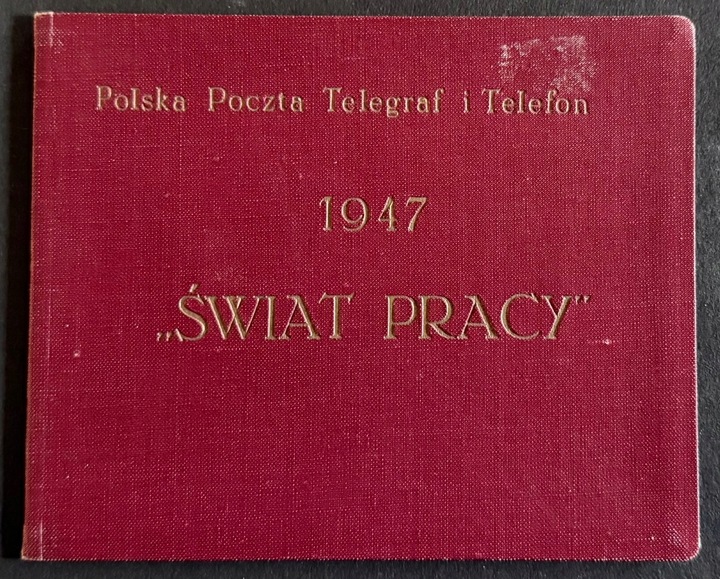 Polska Poczta Telegraf i Telefon
1947
„ŚWIAT PRACY"